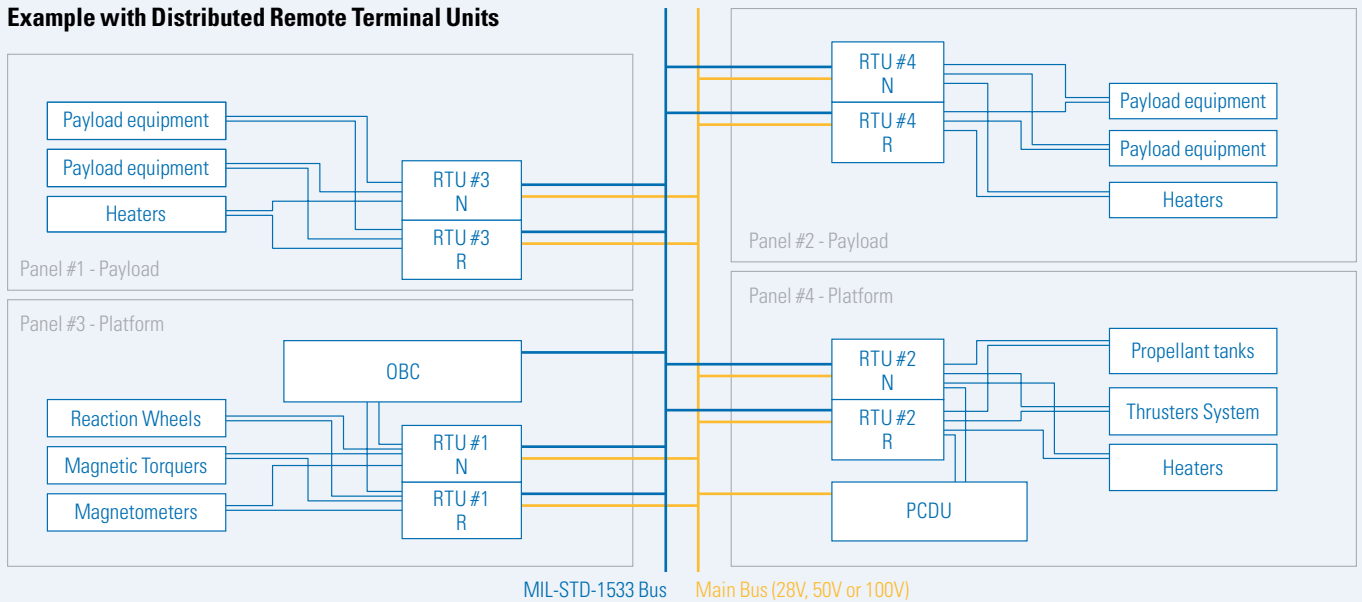 Example with Distributed Remote Terminal Units
Payload equipment
Payload equipment
Heaters
RTU #3
N
RTU #3
R
Panel #1 - Payload
RTU #4
N
RTU #4
R
Payload equipment
Payload equipment
Heaters
Panel #2 - Payload
Panel #3 - Platform
OBC
Reaction Wheels
Magnetic Torquers
Magnetometers
RTU #1
N
RTU #1
R
Panel #4 - Platform
RTU #2
N
RTU #2
R
Propellant tanks
Thrusters System
Heaters
PCDU
MIL-STD-1533 Bus
Main Bus (28V, 50V or 100V)